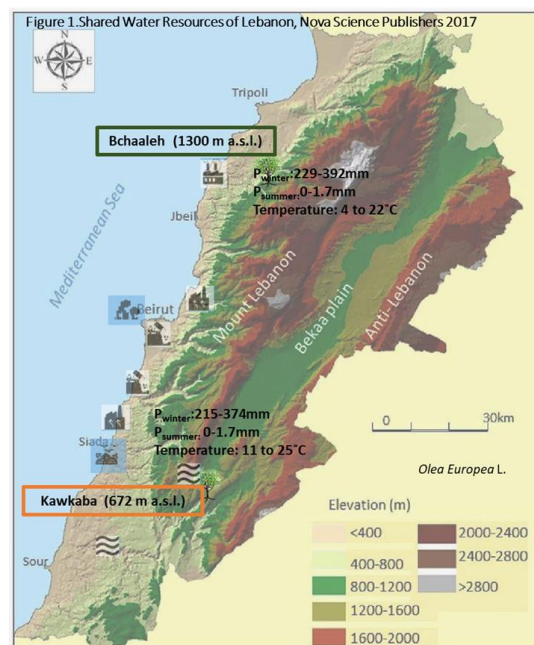 Figure 1.Shared Water Resources of Lebanon, Nova Science Publishers 2017
N
W E
S
Tripoli
Bchaaleh (1300 m a.s.l.)
Pwinter:229-392mm
Psummer: 0-1.7mm
Temperature: 4 to 22˚C
Jbeil
Mediterranean Sea
Mount Lebanon
Bekaa plain
Anti-Lebanon
Beirut
Pwinter:215-374mm
Psummer: 0-1.7mm
Temperature: 11 to 25˚C
0 30km
Siada
Olea Europea L.
Kawkaba (672 m a.s.l.)
Sour
Elevation (m)
<400
400-800
800-1200
1200-1600
1600-2000
2000-2400
2400-2800
>2800